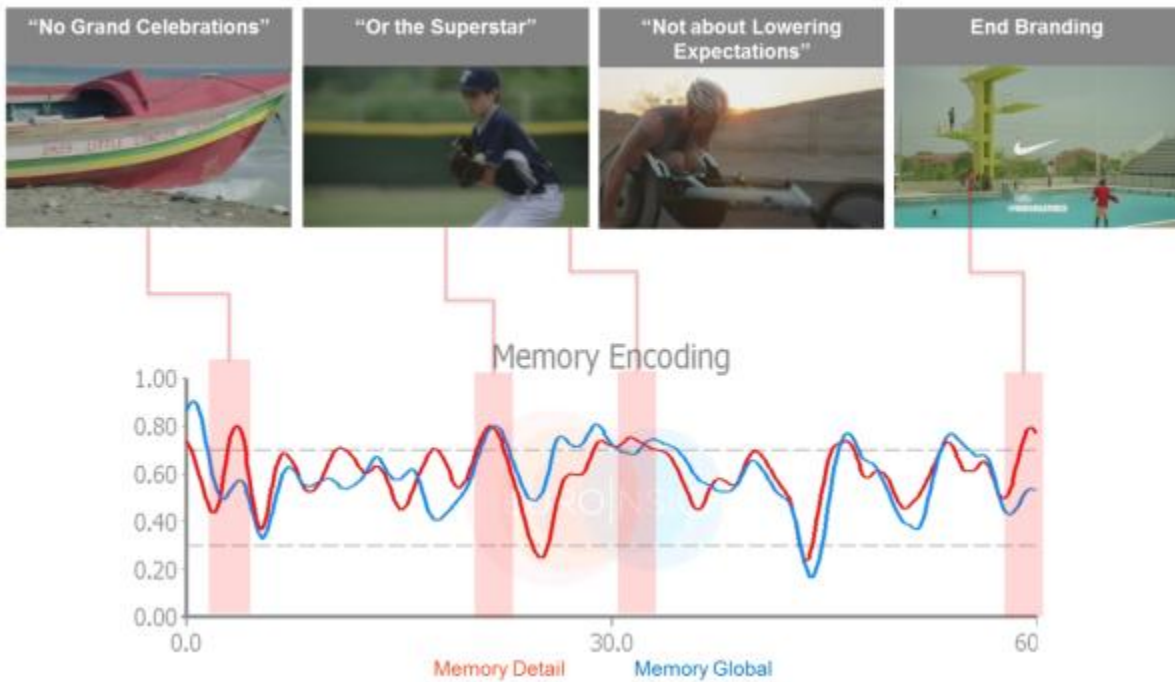 “No Grand Celebrations”
“Or the Superstar”
“Not about Lowering
Expectations”
End Branding
Memory Encoding
1.00
0.80
0.60
0.40
0.20
0.00
0.0
30.0
60
Memory Detail
Memory Global